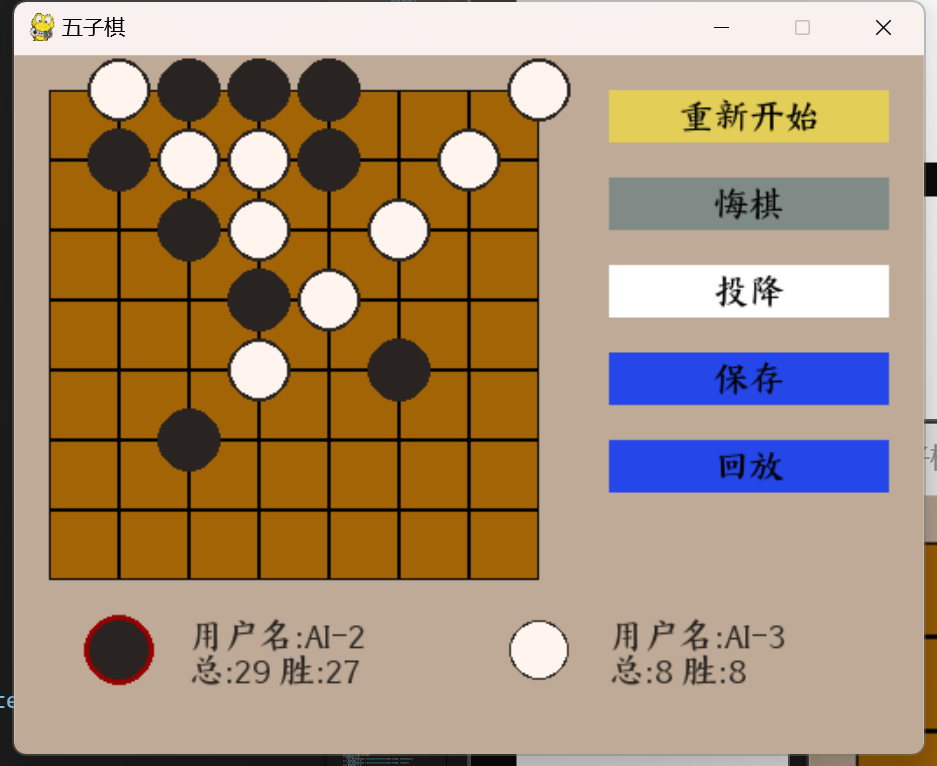 五子棋
重新开始
悔棋
投降
保存
回放
用户名:AI-2
总:29 胜:27
用户名:AI-3
总:8 胜:8